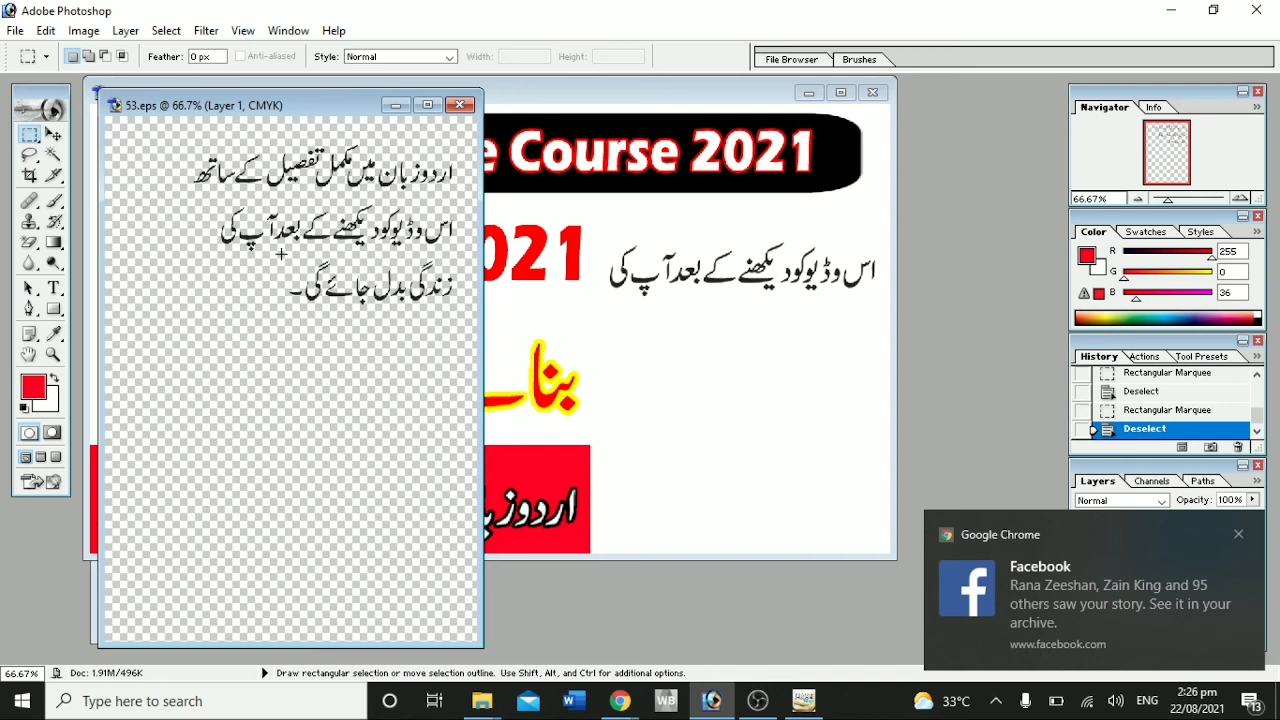 Adobe Photoshop
File Edit Image Layer Select Filter View Window Help
Feather: 0 px Anti-aliased Style: Normal Width: Height: File Browser Brushes
53.eps @ 66.7% (Layer 1, CMYK)
اردو زبان میں مکمل تفصیل کے ساتھ
اس وڈیو کو دیکھنے کے بعد آپ کی
زندگی بدل جائے گی۔
e Course 2021
021
اس وڈیو کو دیکھنے کے بعد آپ کی
بنا
اردو ز
Navigator Info
66.67%
Color Swatches Styles
R 255
G 0
B 36
History Actions Tool Presets
Rectangular Marquee
Deselect
Rectangular Marquee
Deselect
Layers Channels Paths
Normal Opacity: 100%
Google Chrome
Facebook
Rana Zeeshan, Zain King and 95
others saw your story. See it in your
archive.
www.facebook.com
66.67% Doc: 1.91M/496K Draw rectangular selection or move selection outline. Use Shift, Alt, and Ctrl for additional options.
Type here to search
WB
33°C ENG
2:26 pm
22/08/2021
13